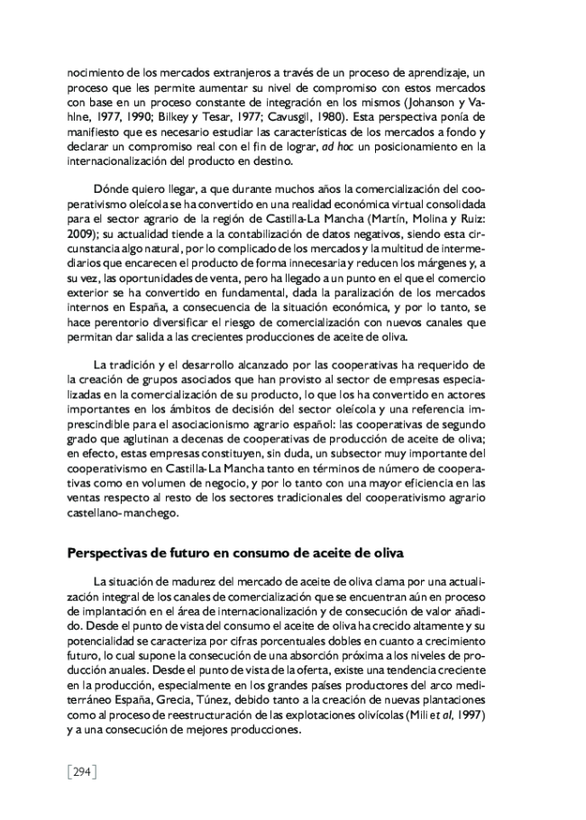 nocimiento de los mercados extranjeros a través de un proceso de aprendizaje, un
proceso que les permite aumentar su nivel de compromiso con estos mercados
con base en un proceso constante de integración en los mismos (Johanson y Va-
hlne, 1977, 1990; Bilkey y Tesar, 1977; Cavusgil, 1980). Esta perspectiva ponía de
manifiesto que es necesario estudiar las características de los mercados a fondo y
declarar un compromiso real con el fin de lograr, ad hoc un posicionamiento en la
internacionalización del producto en destino.
Dónde quiero llegar, a que durante muchos años la comercialización del coo-
perativismo oleícola se ha convertido en una realidad económica virtual consolidada
para el sector agrario de la región de Castilla-La Mancha (Martín, Molina y Ruiz:
2009); su actualidad tiende a la contabilización de datos negativos, siendo esta cir-
cunstancia algo natural, por lo complicado de los mercados y la multitud de interme-
diarios que encarecen el producto de forma innecesaria y reducen los márgenes y, a
su vez, las oportunidades de venta, pero ha llegado a un punto en el que el comercio
exterior se ha convertido en fundamental, dada la paralización de los mercados
internos en España, a consecuencia de la situación económica, y por lo tanto, se
hace perentorio diversificar el riesgo de comercialización con nuevos canales que
permitan dar salida a las crecientes producciones de aceite de oliva.
La tradición y el desarrollo alcanzado por las cooperativas ha requerido de
la creación de grupos asociados que han provisto al sector de empresas especia-
lizadas en la comercialización de su producto, lo que los ha convertido en actores
importantes en los ámbitos de decisión del sector oleícola y una referencia im-
prescindible para el asociacionismo agrario español: las cooperativas de segundo
grado que aglutinan a decenas de cooperativas de producción de aceite de oliva;
en efecto, estas empresas constituyen, sin duda, un subsector muy importante del
cooperativismo en Castilla-La Mancha tanto en términos de número de coopera-
tivas como en volumen de negocio, y por lo tanto con una mayor eficiencia en las
ventas respecto al resto de los sectores tradicionales del cooperativismo agrario
castellano-manchego.
Perspectivas de futuro en consumo de aceite de oliva
La situación de madurez del mercado de aceite de oliva clama por una actuali-
zación integral de los canales de comercialización que se encuentran aún en proceso
de implantación en el área de internacionalización y de consecución de valor añadi-
do. Desde el punto de vista del consumo el aceite de oliva ha crecido altamente y su
potencialidad se caracteriza por cifras porcentuales dobles en cuanto a crecimiento
futuro, lo cual supone la consecución de una absorción próxima a los niveles de pro-
ducción anuales. Desde el punto de vista de la oferta, existe una tendencia creciente
en la producción, especialmente en los grandes países productores del arco medi-
terráneo España, Grecia, Túnez, debido tanto a la creación de nuevas plantaciones
como al proceso de reestructuración de las explotaciones olivícolas (Mili et al, 1997)
y a una consecución de mejores producciones.
[294]